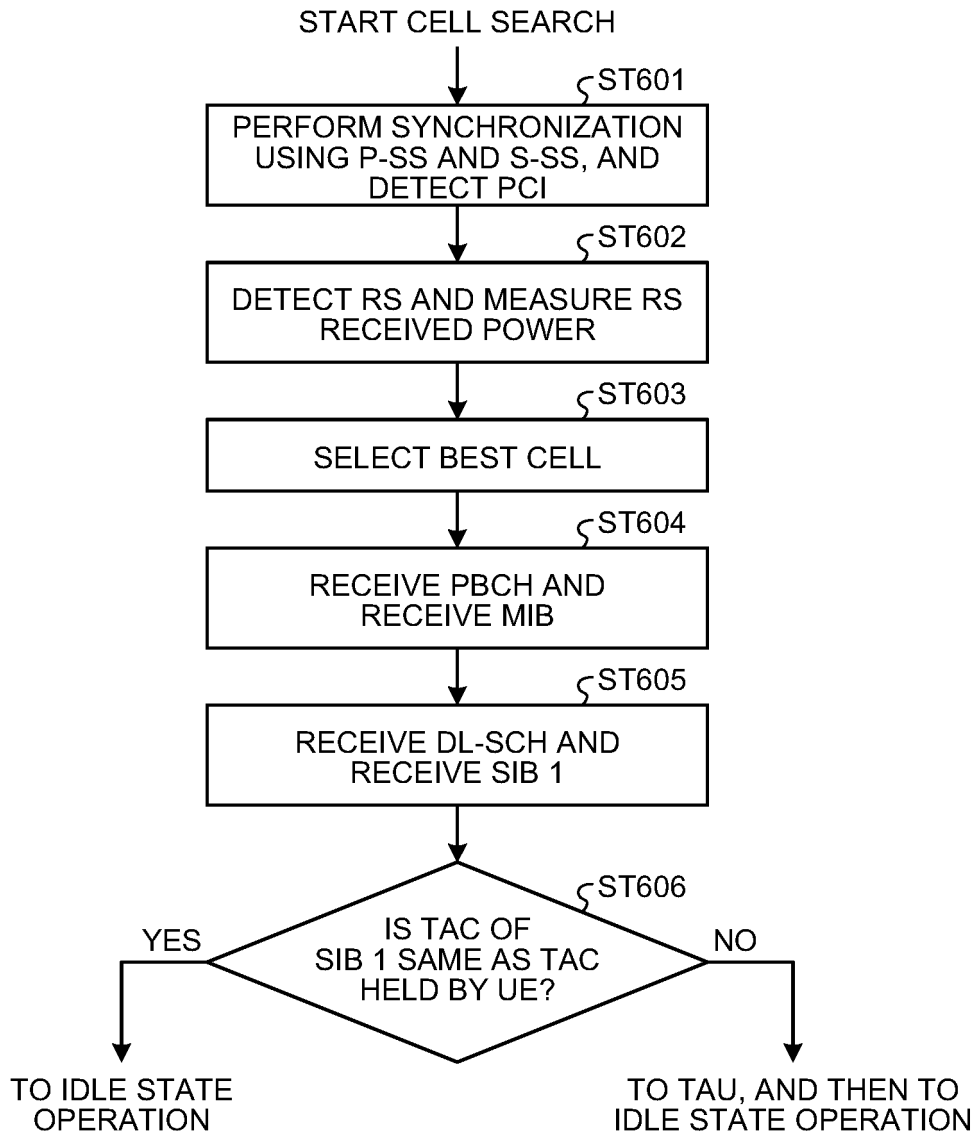 START CELL SEARCH
ST601
PERFORM SYNCHRONIZATION
USING P-SS AND S-SS, AND
DETECT PCI
ST602
DETECT RS AND MEASURE RS
RECEIVED POWER
ST603
SELECT BEST CELL
ST604
RECEIVE PBCH AND
RECEIVE MIB
ST605
RECEIVE DL-SCH AND
RECEIVE SIB 1
ST606
IS TAC OF
SIB 1 SAME AS TAC
HELD BY UE?
YES
NO
TO IDLE STATE
OPERATION
TO TAU, AND THEN TO
IDLE STATE OPERATION